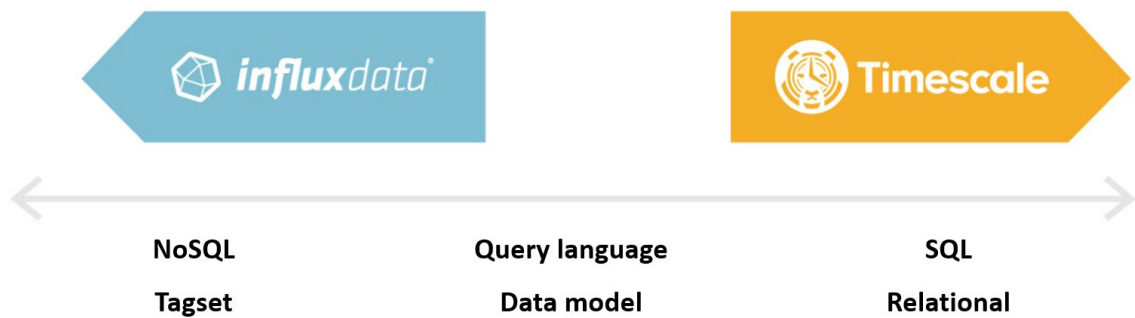 influxdata
Timescale
NoSQL Query language SQL
Tagset Data model Relational